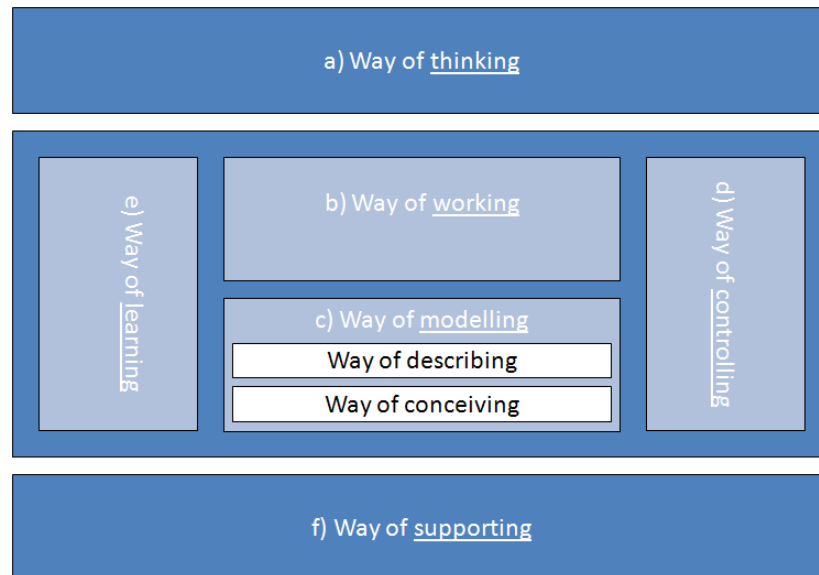 a) Way of thinking
e) Way of learning
b) Way of working
d) Way of controlling
c) Way of modelling
Way of describing
Way of conceiving
f) Way of supporting